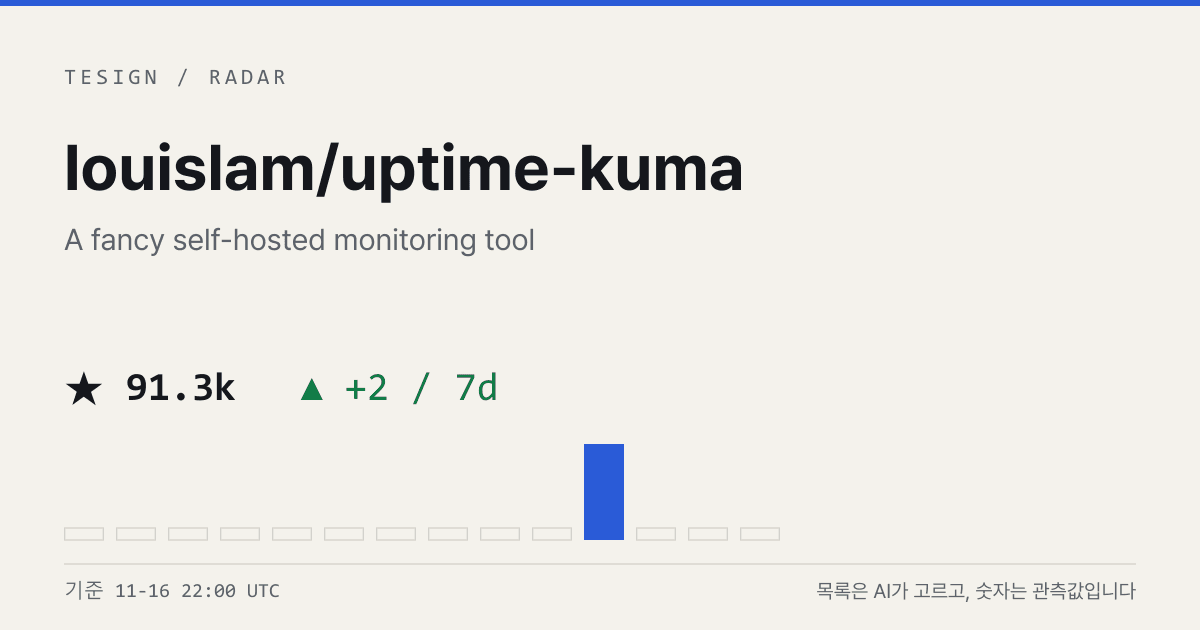 TESIGN / RADAR
louislam/uptime-kuma
A fancy self-hosted monitoring tool
★ 91.3k ▲ +2 / 7d
기준 11-16 22:00 UTC
목록은 AI가 고르고, 숫자는 관측값입니다